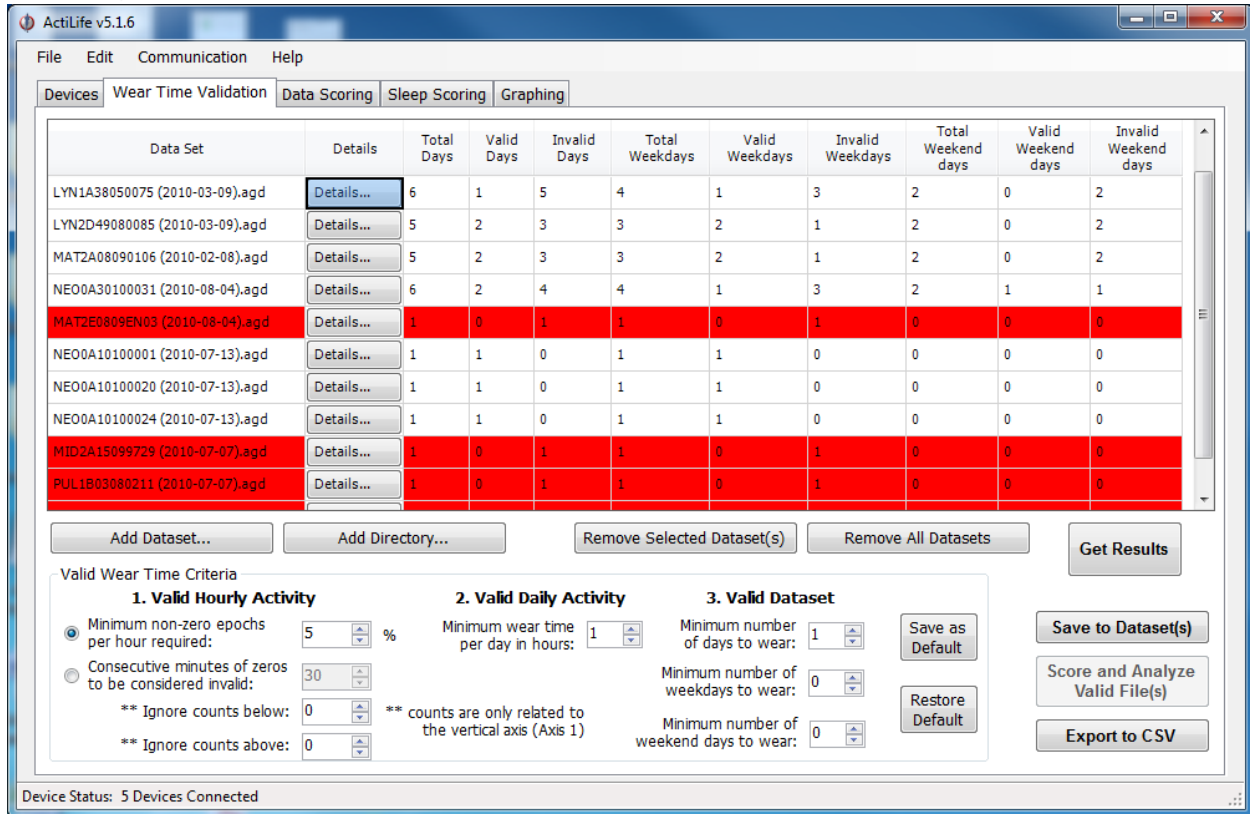 ActiLife v5.1.6
File Edit Communication Help
Devices Wear Time Validation Data Scoring Sleep Scoring Graphing
Data Set Details Total Days Valid Days Invalid Days Total Weekdays Valid Weekdays Invalid Weekdays Total Weekend days Valid Weekend days Invalid Weekend days
LYN1A38050075 (2010-03-09).agd Details... 6 1 5 4 1 3 2 0 2
LYN2D49080085 (2010-03-09).agd Details... 5 2 3 3 2 1 2 0 2
MAT2A08090106 (2010-02-08).agd Details... 5 2 3 3 2 1 2 0 2
NEO0A30100031 (2010-08-04).agd Details... 6 2 4 4 1 3 2 1 1
MAT2E0809EN03 (2010-08-04).agd Details... 1 0 1 1 0 1 0 0 0
NEO0A10100001 (2010-07-13).agd Details... 1 1 0 1 1 0 0 0 0
NEO0A10100020 (2010-07-13).agd Details... 1 1 0 1 1 0 0 0 0
NEO0A10100024 (2010-07-13).agd Details... 1 1 0 1 1 0 0 0 0
MID2A15099729 (2010-07-07).agd Details... 1 0 1 1 0 1 0 0 0
PUL1B03080211 (2010-07-07).agd Details... 1 0 1 1 0 1 0 0 0
Add Dataset... Add Directory... Remove Selected Dataset(s) Remove All Datasets
Get Results
Valid Wear Time Criteria
1. Valid Hourly Activity
Minimum non-zero epochs
per hour required: 5 %
Consecutive minutes of zeros
to be considered invalid: 30
** Ignore counts below: 0
** Ignore counts above: 0
** counts are only related to
the vertical axis (Axis 1)
2. Valid Daily Activity
Minimum wear time
per day in hours: 1
3. Valid Dataset
Minimum number
of days to wear: 1
Minimum number of
weekdays to wear: 0
Minimum number of
weekend days to wear: 0
Save as
Default
Restore
Default
Save to Dataset(s)
Score and Analyze
Valid File(s)
Export to CSV
Device Status: 5 Devices Connected